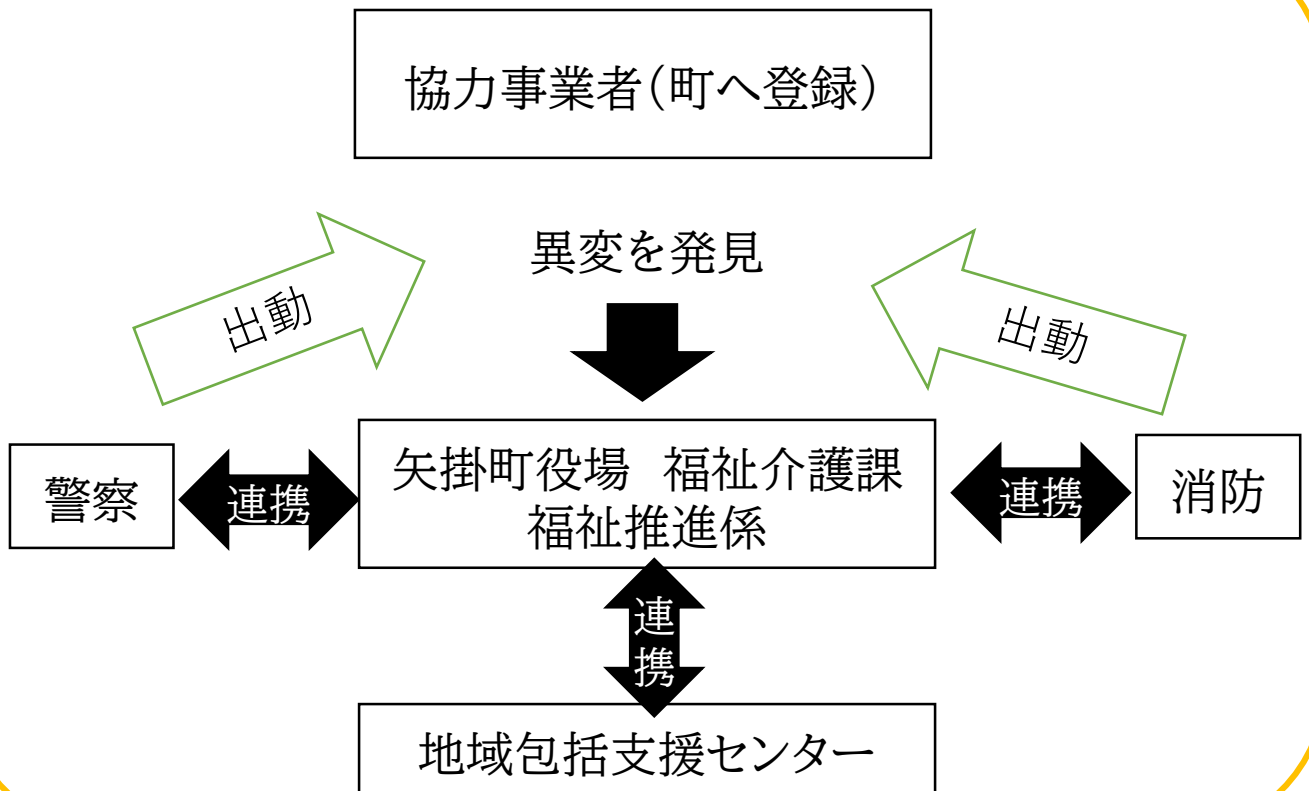 協力事業者(町へ登録)
異変を発見
出動
出動
警察
連携
矢掛町役場　福祉介護課
福祉推進係
連携
消防
連携
地域包括支援センター